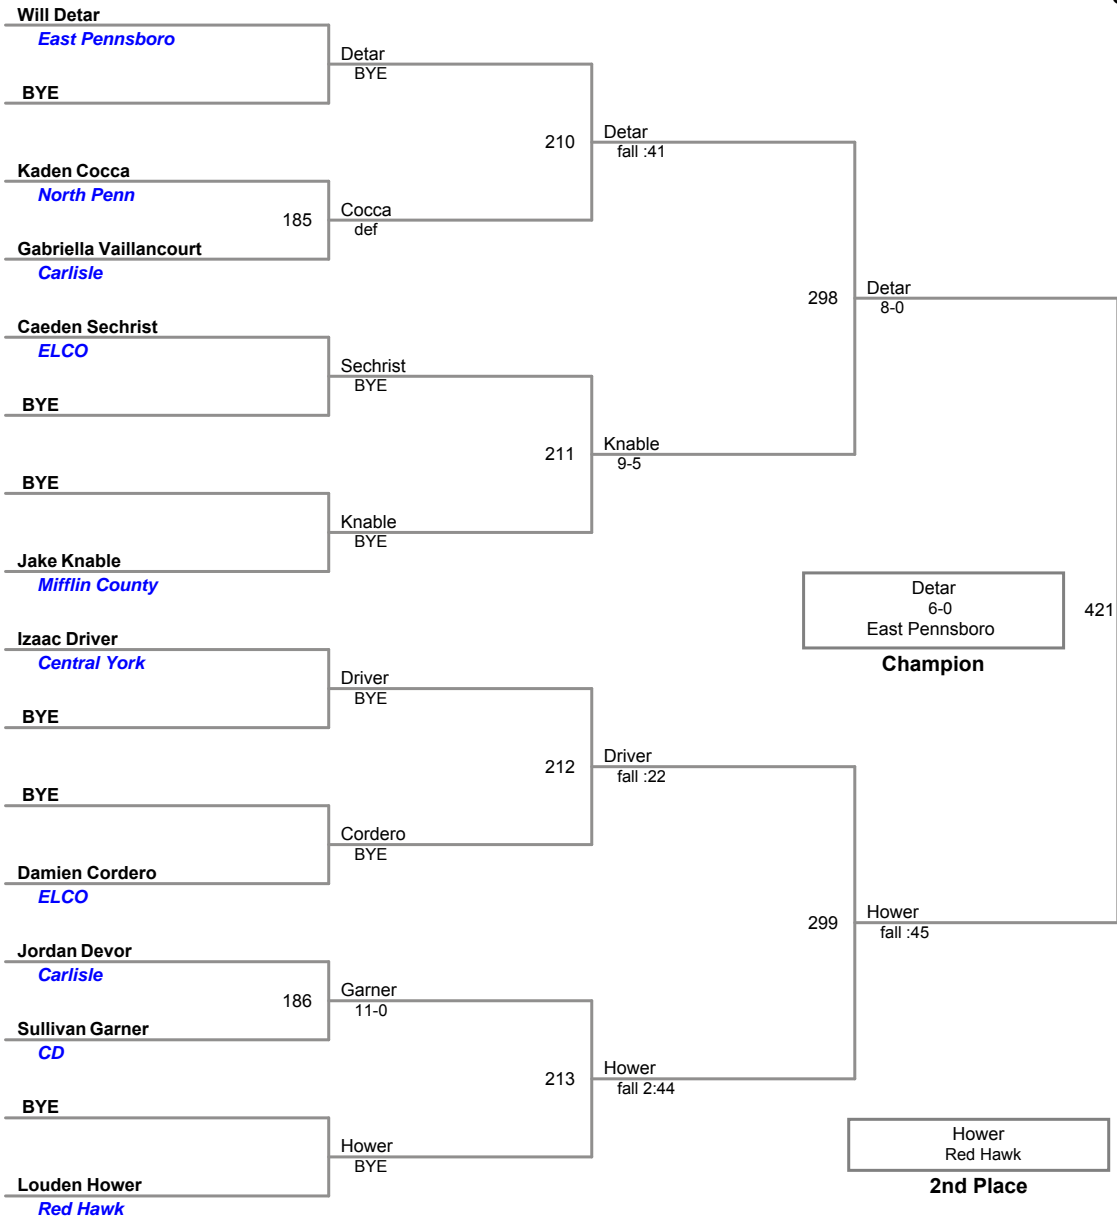 Will Detar
East Pennsboro
BYE
Kaden Cocca
North Penn
185
Gabriella Vaillancourt
Carlisle
Caeden Sechrist
ELCO
BYE
BYE
Jake Knable
Mifflin County
Izaac Driver
Central York
BYE
BYE
Damien Cordero
ELCO
Jordan Devor
Carlisle
186
Sullivan Garner
CD
BYE
Louden Hower
Red Hawk
Detar
BYE
210
Cocca
def
Sechrist
BYE
211
Knable
BYE
Driver
BYE
212
Cordero
BYE
Garner
11-0
213
Hower
BYE
Detar
fall :41
298
Knable
9-5
Driver
fall :22
299
Hower
fall 2:44
Detar
8-0
Hower
fall :45
Detar
6-0
East Pennsboro
421
Champion
Hower
Red Hawk
2nd Place